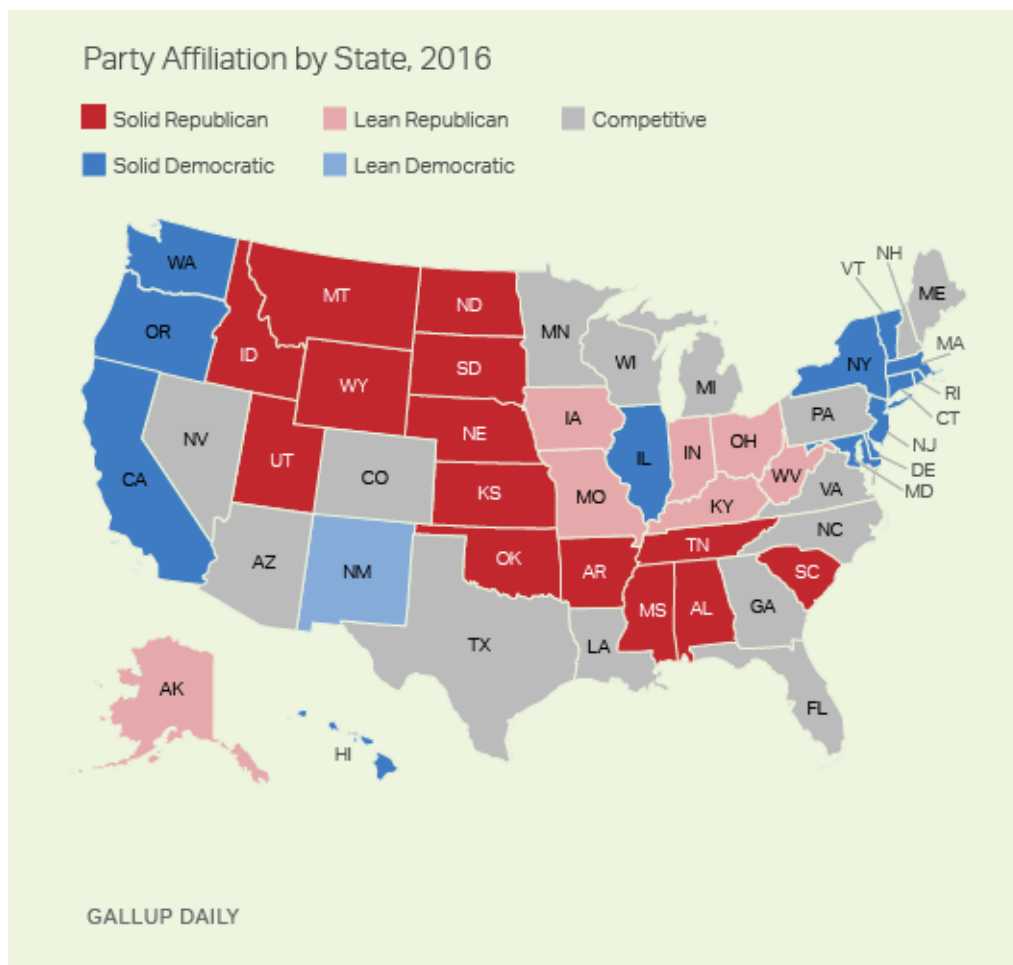 Party Affiliation by State, 2016
Solid Republican
Lean Republican
Competitive
Solid Democratic
Lean Democratic
NH
VT
WA
ME
MT
ND
OR
MN
MA
ID
SD
WI
NY
WY
MI
RI
IA
PA
CT
NE
NV
OH
NJ
UT
IL
IN
CO
DE
CA
KS
MO
WV
VA
MD
KY
NC
TN
AZ
NM
OK
AR
SC
MS
AL
GA
TX
LA
AK
FL
HI
GALLUP DAILY